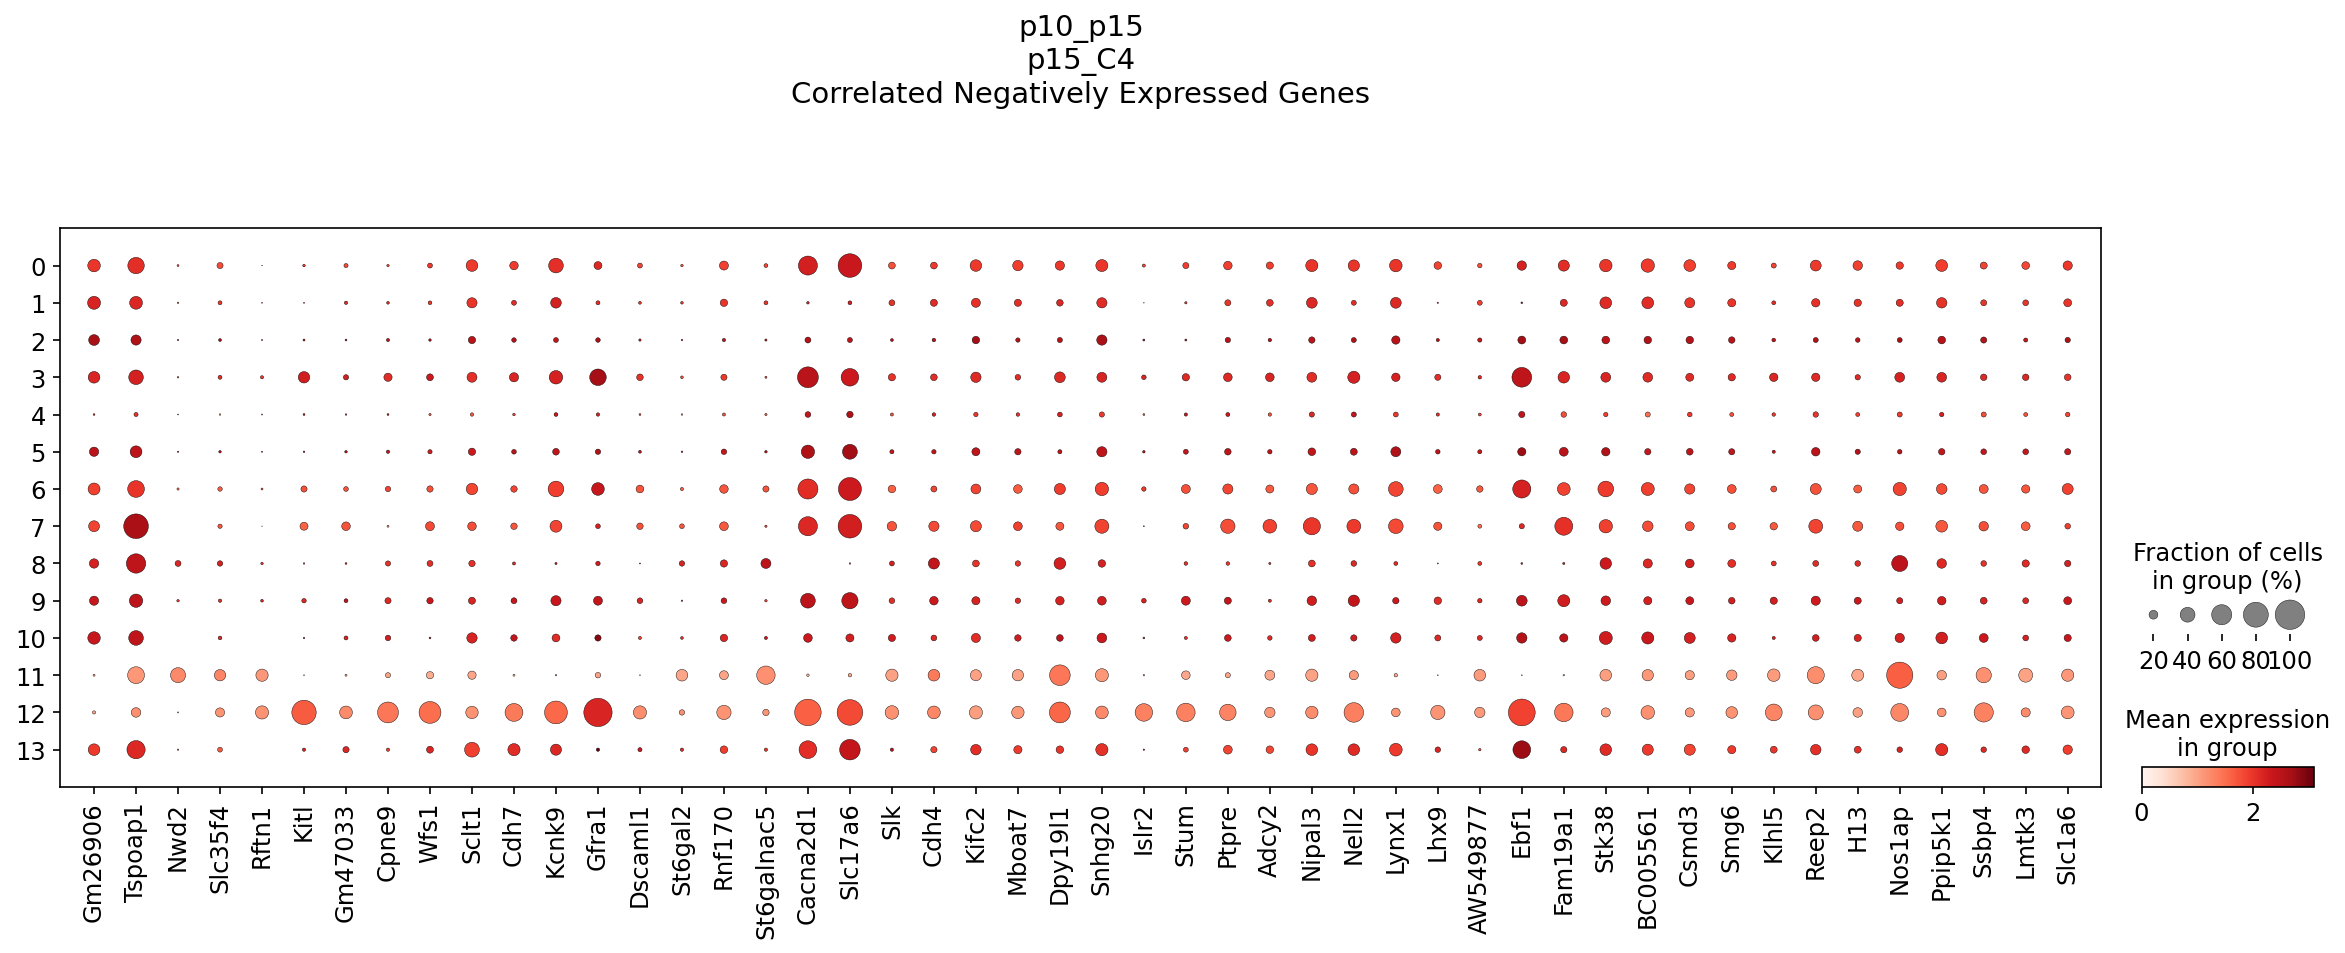 p10_p15
p15_C4
Correlated Negatively Expressed Genes
0
1
2
3
4
5
6
7
8
9
10
11
12
13
Gm26906
Tspoap1
Nwd2
Slc35f4
Rftn1
Kitl
Gm47033
Cpne9
Wfs1
Sclt1
Cdh7
Kcnk9
Gfra1
Dscaml1
St6gal2
Rnf170
St6galnac5
Cacna2d1
Slc17a6
Slk
Cdh4
Kifc2
Mboat7
Dpy19l1
Snhg20
Islr2
Stum
Ptpre
Adcy2
Nipal3
Nell2
Lynx1
Lhx9
AW549877
Ebf1
Fam19a1
Stk38
BC005561
Csmd3
Smg6
Klhl5
Reep2
H13
Nos1ap
Ppip5k1
Ssbp4
Lmtk3
Slc1a6
Fraction of cells
in group (%)
20 40 60 80 100
Mean expression
in group
0 2